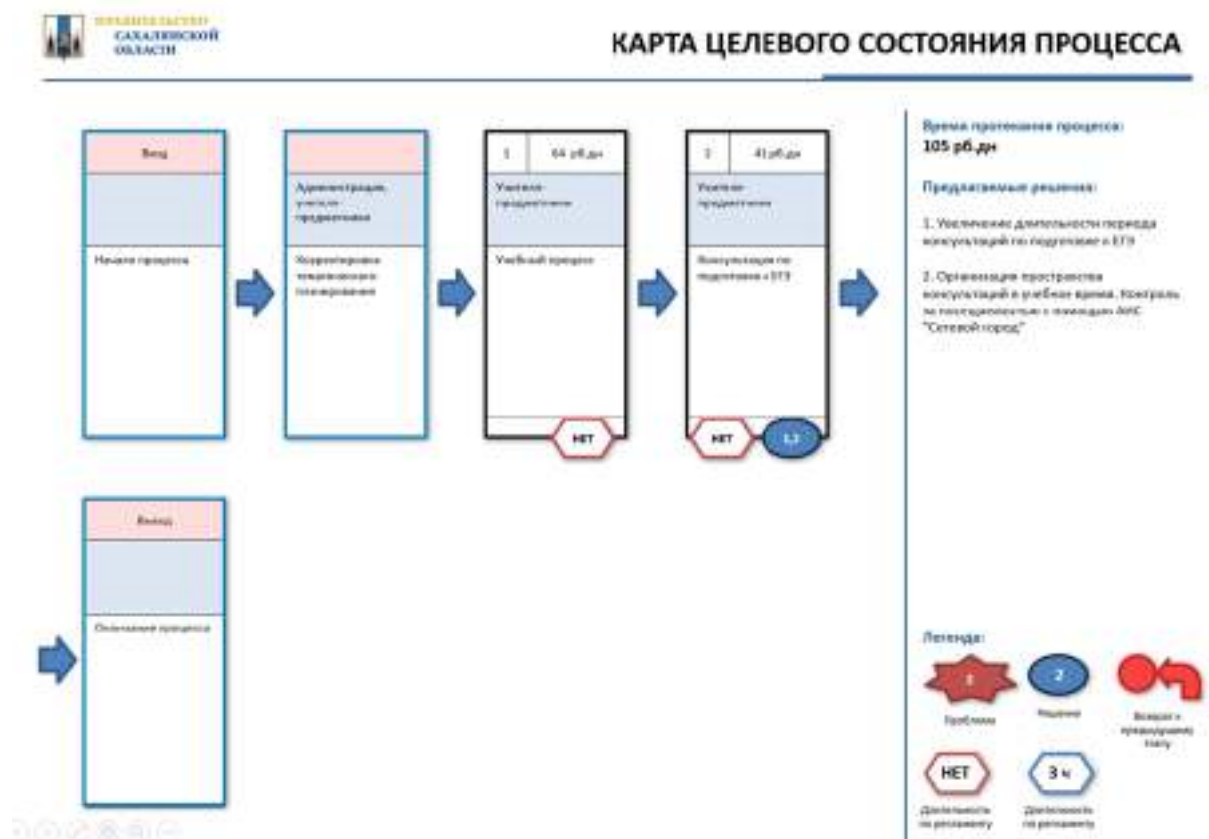 ПРАВИТЕЛЬСТВО
САХАЛИНСКОЙ
ОБЛАСТИ
КАРТА ЦЕЛЕВОГО СОСТОЯНИЯ ПРОЦЕССА
Вход
Начало процесса
Администрация,
учителя-
предметники
Корректировка
тематического
планирования
1
64 рб.дн
Учителя-
предметники
Учебный процесс
НЕТ
2
41 рб.дн
Учителя-
предметники
Консультации по
подготовке к ЕГЭ
НЕТ
1,2
Время протекания процесса:
105 рб.дн
Предлагаемые решения:
1. Увеличение длительности периода
консультаций по подготовке к ЕГЭ
2. Организация пространства
консультаций в учебное время. Контроль
за посещаемостью с помощью АИС
"Сетевой город"
Выход
Окончание процесса
Легенда:
1
Проблема
2
Решение
Возврат к
предыдущему
этапу
НЕТ
Длительность
по регламенту
3 ч
Длительность
по регламенту